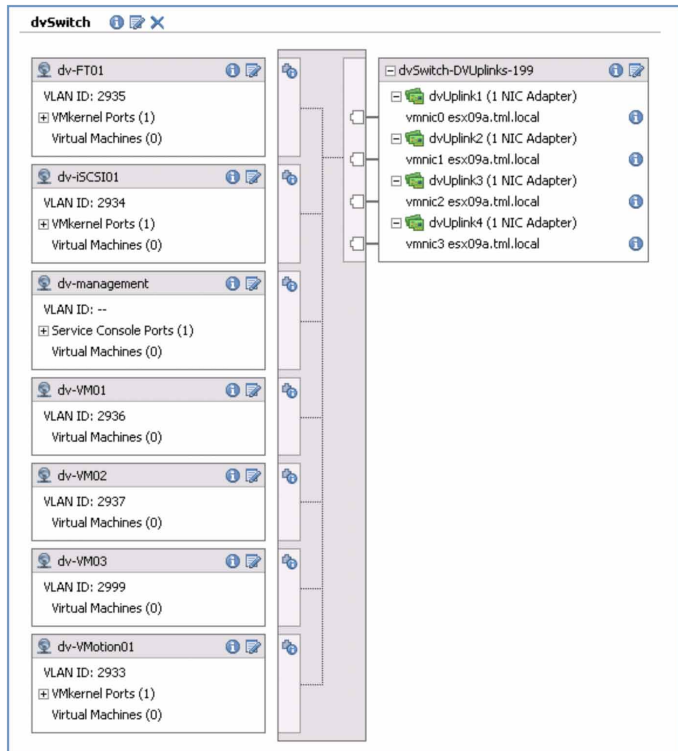 dvSwitch
dv-FT01
VLAN ID: 2935
VMkernel Ports (1)
Virtual Machines (0)
dv-iSCSI01
VLAN ID: 2934
VMkernel Ports (1)
Virtual Machines (0)
dv-management
VLAN ID: --
Service Console Ports (1)
Virtual Machines (0)
dv-VM01
VLAN ID: 2936
Virtual Machines (0)
dv-VM02
VLAN ID: 2937
Virtual Machines (0)
dv-VM03
VLAN ID: 2999
Virtual Machines (0)
dv-VMotion01
VLAN ID: 2933
VMkernel Ports (1)
Virtual Machines (0)
dvSwitch-DVUplinks-199
dvUplink1 (1 NIC Adapter)
vmnic0 esx09a.tml.local
dvUplink2 (1 NIC Adapter)
vmnic1 esx09a.tml.local
dvUplink3 (1 NIC Adapter)
vmnic2 esx09a.tml.local
dvUplink4 (1 NIC Adapter)
vmnic3 esx09a.tml.local